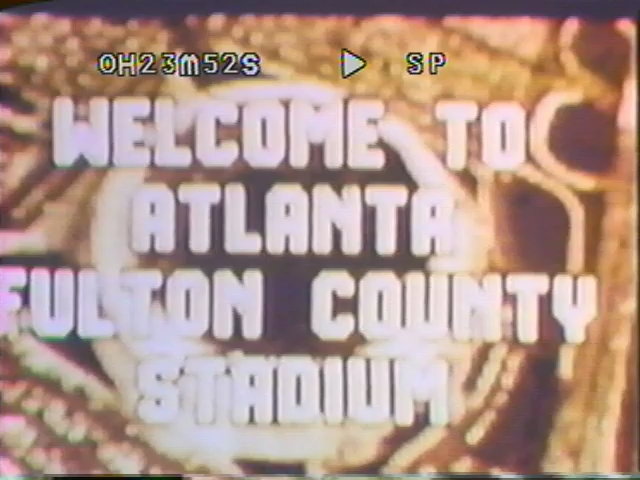 0H23m52s ▶ SP
WELCOME TO
ATLANTA
FULTON COUNTY
STADIUM